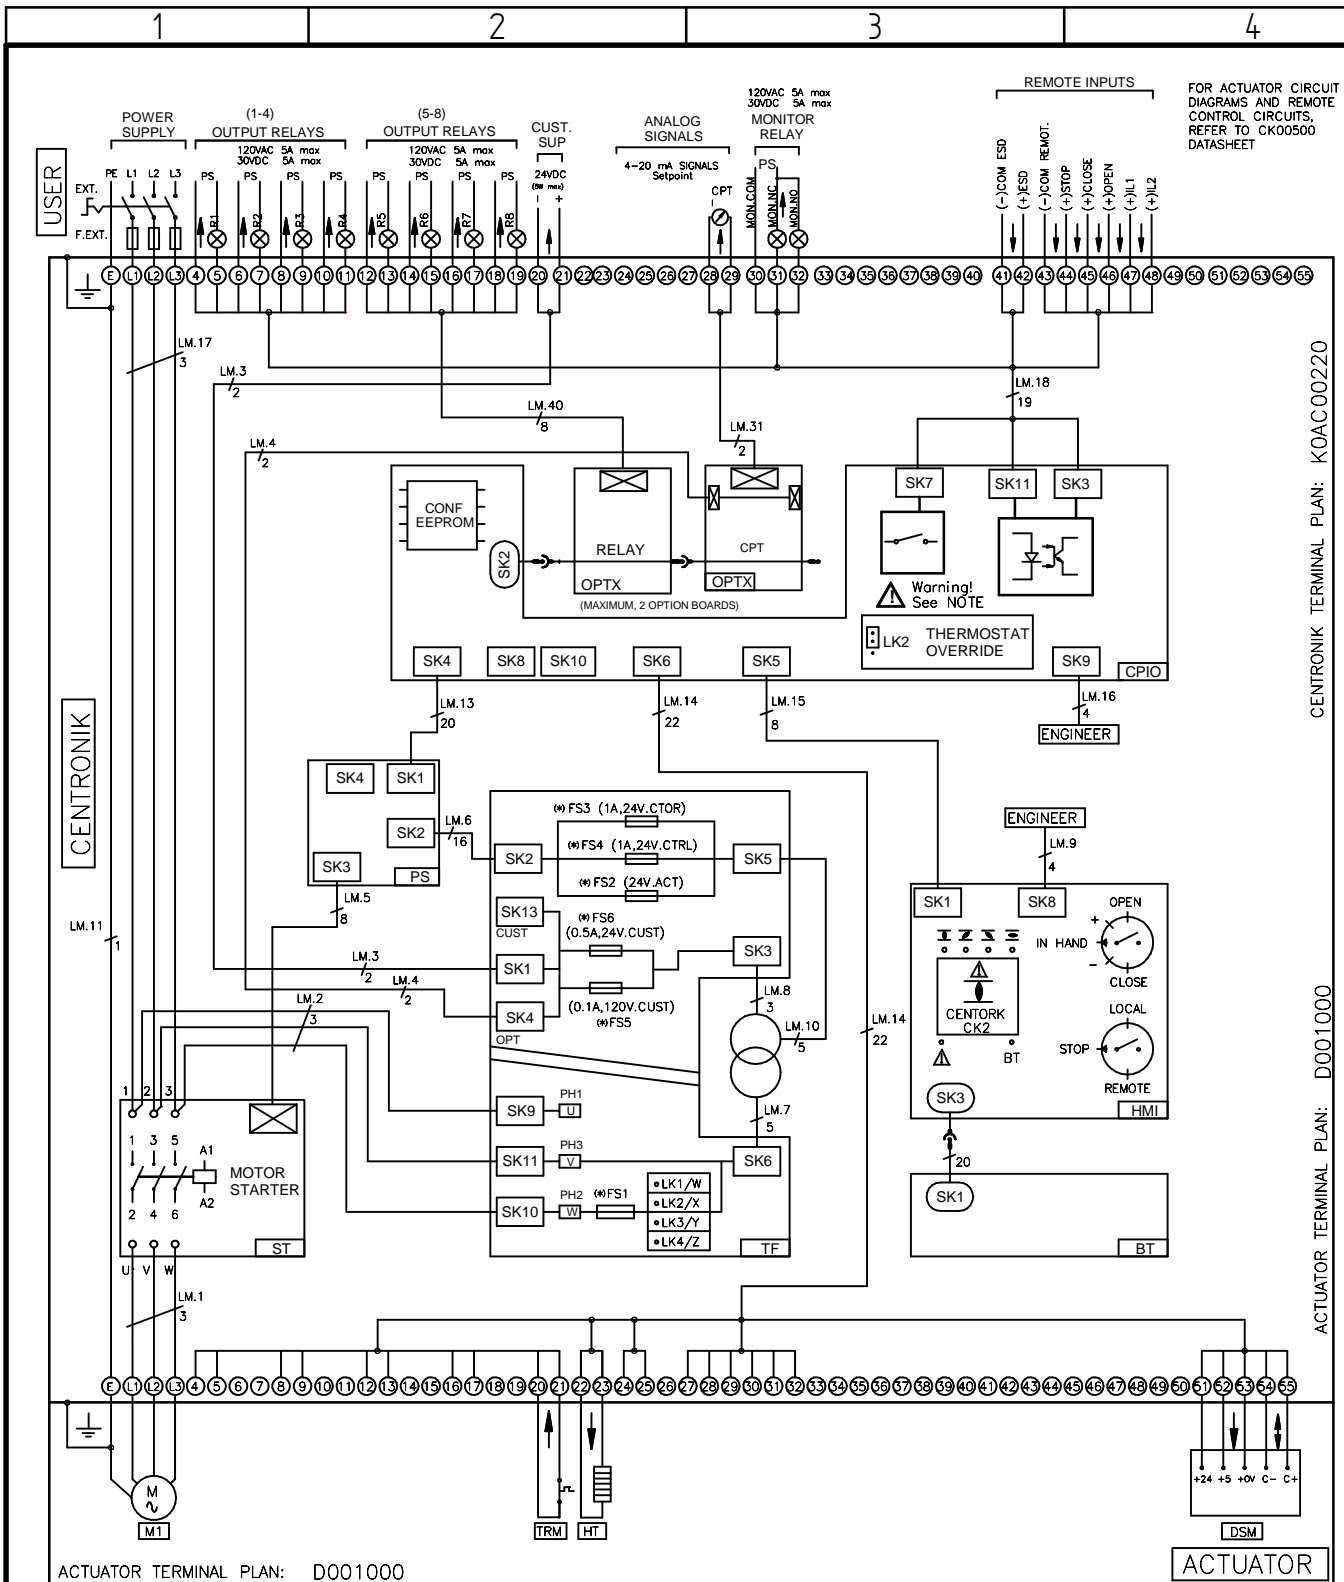 1 2 3 4
FOR ACTUATOR CIRCUIT
DIAGRAMS AND REMOTE
CONTROL CIRCUITS,
REFER TO CK00500
DATASHEET
USER
POWER
SUPPLY
PE L1 L2 L3
EXT.
F.EXT.
(1-4)
OUTPUT RELAYS
120VAC 5A max
30VDC 5A max
PS PS PS PS
R1 R2 R3 R4
(5-8)
OUTPUT RELAYS
120VAC 5A max
30VDC 5A max
PS PS PS PS
R5 R6 R7 R8
CUST.
SUP
24VDC
(5W max)
- +
ANALOG
SIGNALS
4-20 mA SIGNALS
Setpoint
CPT
- +
120VAC 5A max
30VDC 5A max
MONITOR
RELAY
PS
MON.COM
MON.NC
MON.NO
REMOTE INPUTS
(-)COM ESD
(+)ESD
(-)COM REMOT.
(+)STOP
(+)CLOSE
(+)OPEN
(+)IL1
(+)IL2
E L1 L2 L3 4 5 6 7 8 9 10 11 12 13 14 15 16 17 18 19 20 21 22 23 24 25 26 27 28 29 30 31 32 33 34 35 36 37 38 39 40 41 42 43 44 45 46 47 48 49 50 51 52 53 54 55
LM.17
3
LM.3
2
LM.40
8
LM.4
2
LM.31
2
LM.18
19
CENTRONIK TERMINAL PLAN: K0AC00220
CONF
EEPROM
SK2
RELAY
OPTX
CPT
OPTX
(MAXIMUM, 2 OPTION BOARDS)
SK7
SK11
SK3
Warning!
See NOTE
LK2
THERMOSTAT
OVERRIDE
SK4
SK8
SK10
SK6
SK5
SK9
CPIO
LM.13
20
LM.14
22
LM.15
8
LM.16
4
ENGINEER
CENTRONIK
SK4
SK1
SK2
SK3
PS
LM.6
16
LM.5
8
LM.11
1
(*)FS3 (1A,24V.CTOR)
(*)FS4 (1A,24V.CTRL)
(*)FS2 (24V.ACT)
SK2
SK5
SK13
CUST
(*)FS6
(0.5A,24V.CUST)
SK1
SK3
SK4
OPT
(0.1A,120V.CUST)
(*)FS5
LM.3
2
LM.4
2
LM.2
3
LM.8
3
LM.10
5
LM.14
22
LM.7
5
SK9
PH1
U
SK11
PH3
V
SK10
PH2
W
(*)FS1
SK6
LK1/W
LK2/X
LK3/Y
LK4/Z
TF
ENGINEER
LM.9
4
SK1
SK8
OPEN
+
IN HAND
-
CLOSE
CENTORK
CK2
BT
LOCAL
STOP
REMOTE
SK3
HMI
20
SK1
BT
1 2 3
1 3 5
A1
A2
2 4 6
MOTOR
STARTER
ST
U V W
LM.1
3
ACTUATOR TERMINAL PLAN: D001000
E L1 L2 L3 4 5 6 7 8 9 10 11 12 13 14 15 16 17 18 19 20 21 22 23 24 25 26 27 28 29 30 31 32 33 34 35 36 37 38 39 40 41 42 43 44 45 46 47 48 49 50 51 52 53 54 55
M
M1
TRM
HT
+24 +5 +0V C- C+
DSM
ACTUATOR TERMINAL PLAN: D001000
ACTUATOR